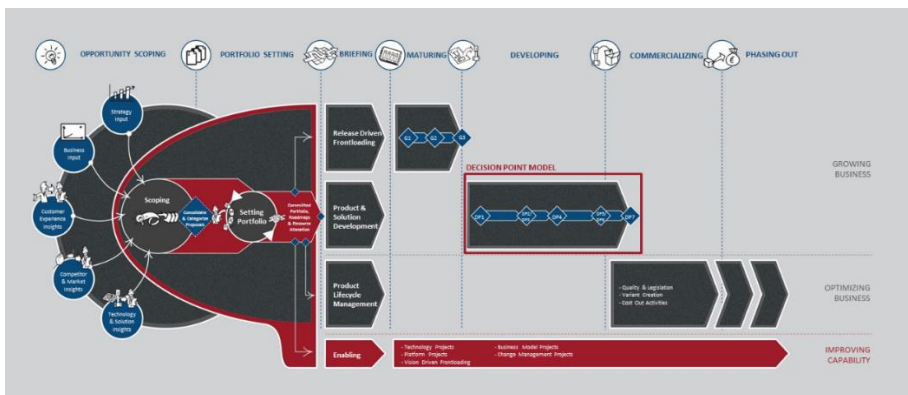 OPPORTUNITY SCOPING
PORTFOLIO SETTING
BRIEFING
MATURING
DEVELOPING
COMMERCIALIZING
PHASING OUT
Strategy
Input
Business
Input
Customer
Experience
Insights
Competitor
& Market
Insights
Technology
& Solution
Insights
Scoping
Consolidate
& Categorize
Proposals
Setting
Portfolio
Committed
Portfolio,
Roadmaps
& Resource
Allocation
Release Driven
Frontloading
G1
G2
G3
DECISION POINT MODEL
Product &
Solution
Development
DP1
DP4
DP7
Product
Lifecycle
Management
- Quality & Legislation
- Variant Creation
- Cost Out Activities
Enabling
- Technology Projects
- Platform Projects
- Vision Driven Frontloading
- Business Model Projects
- Change Management Projects
GROWING
BUSINESS
OPTIMIZING
BUSINESS
IMPROVING
CAPABILITY